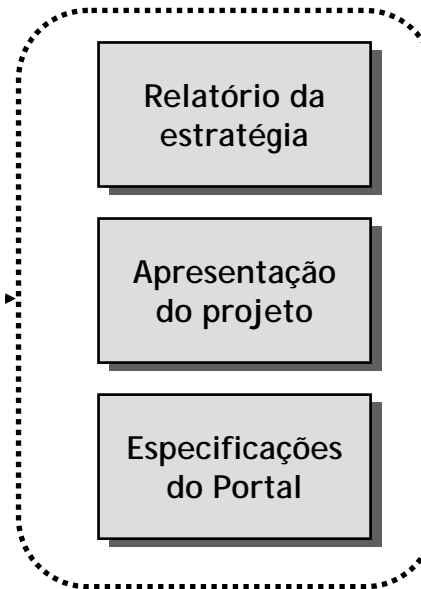 Relatório da
estratégia
Apresentação
do projeto
Especificações
do Portal